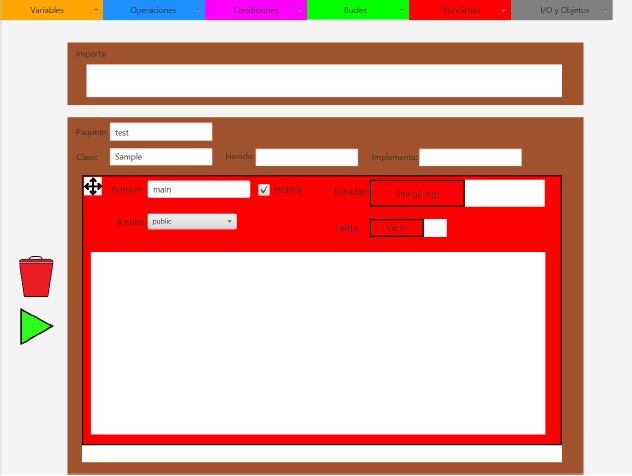 Variables Operaciones Condiciones Bucles Funciones I/O y Objetos
Importa:
Paquete: test
Clase: Sample Hereda: Implementa:
Función: main Estática Entradas: String[] args
Ámbito: public Salida: Vacío